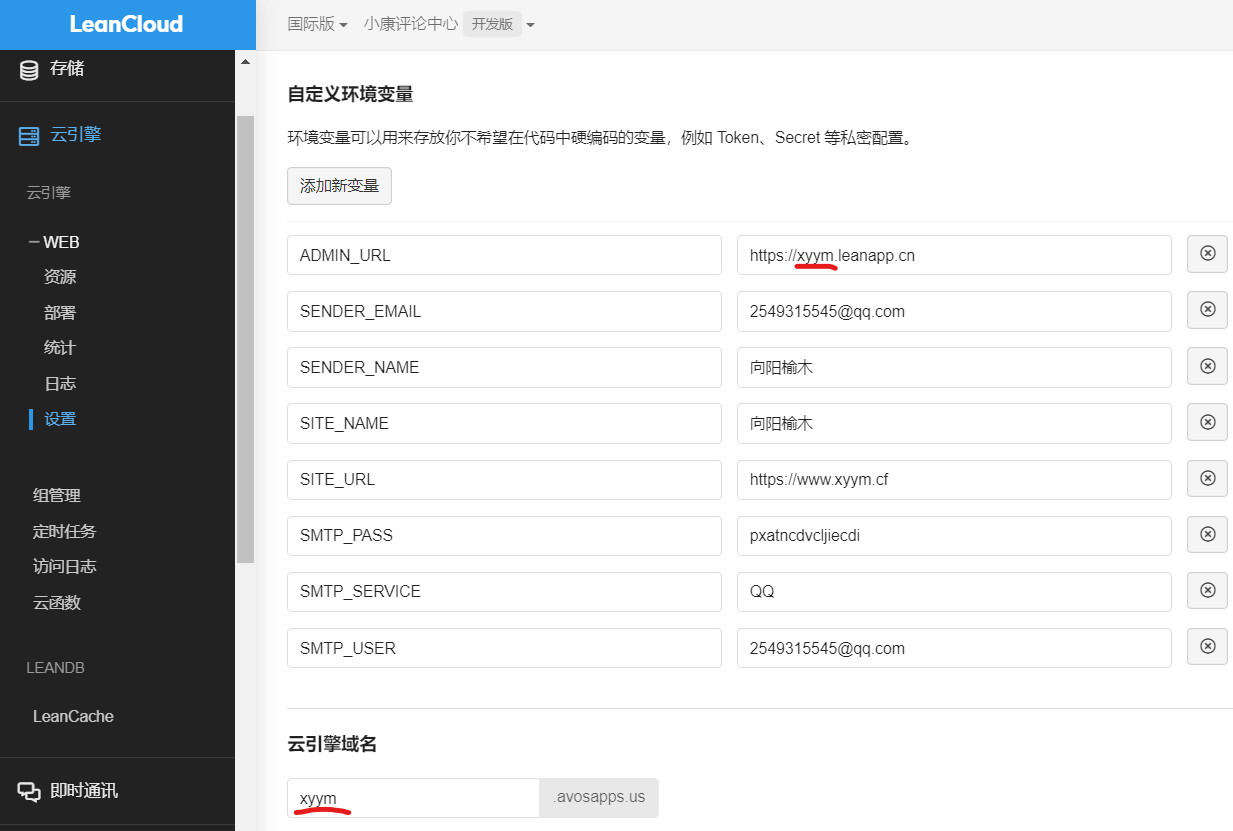 LeanCloud
国际版
小康评论中心 开发版
存储
云引擎
云引擎
WEB
资源
部署
统计
日志
设置
组管理
定时任务
访问日志
云函数
LEANDB
LeanCache
即时通讯
自定义环境变量
环境变量可以用来存放你不希望在代码中硬编码的变量，例如 Token、Secret 等私密配置。
添加新变量
ADMIN_URL https://xyym.leanapp.cn
SENDER_EMAIL 2549315545@qq.com
SENDER_NAME 向阳榆木
SITE_NAME 向阳榆木
SITE_URL https://www.xyym.cf
SMTP_PASS pxatncdvcljiecdi
SMTP_SERVICE QQ
SMTP_USER 2549315545@qq.com
云引擎域名
xyym .avosapps.us